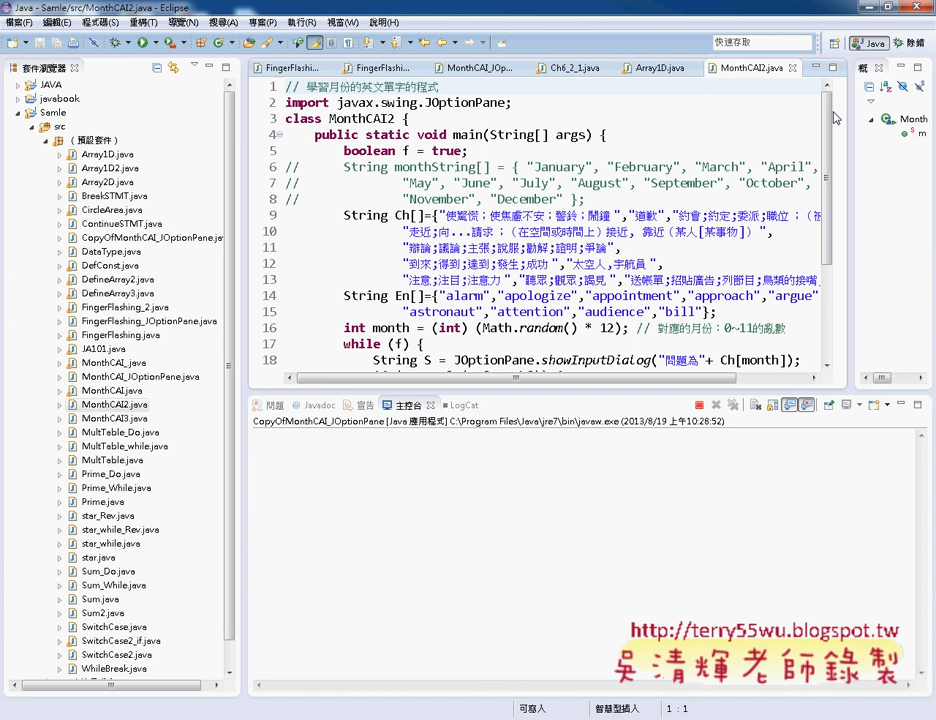 Java - Samle/src/MonthCAI2.java - Eclipse
檔案(F) 編輯(E) 程式碼(S) 重構(T) 導覽(N) 搜尋(A) 專案(P) 執行(R) 視窗(W) 說明(H)
快速存取
Java
除錯
套件瀏覽器
JAVA
javabook
Samle
src
(預設套件)
Array1D.java
Array1D2.java
Array2D.java
BreakSTMT.java
CircleArea.java
ContinueSTMT.java
CopyOfMonthCAI_JOptionPane.jav
DataType.java
DefConst.java
DefineArray2.java
DefineArray3.java
FingerFlashing_2.java
FingerFlashing_JOptionPane.java
FingerFlashing.java
JA101.java
MonthCAI_.java
MonthCAI_JOptionPane.java
MonthCAI.java
MonthCAI2.java
MonthCAI3.java
MultTable_Do.java
MultTable_while.java
MultTable.java
Prime_Do.java
Prime_While.java
Prime.java
star_Rev.java
star_while_Rev.java
star_while.java
star.java
Sum_Do.java
Sum_While.java
Sum.java
Sum2.java
SwitchCase.java
SwitchCase2_if.java
SwitchCase2.java
WhileBreak.java
FingerFlashi... FingerFlashi... MonthCAI_JOp... Ch6_2_1.java Array1D.java MonthCAI2.java
1 // 學習月份的英文單字的程式
2 import javax.swing.JOptionPane;
3 class MonthCAI2 {
4 public static void main(String[] args) {
5 boolean f = true;
6 // String monthString[] = { "January", "February", "March", "April",
7 // "May", "June", "July", "August", "September", "October",
8 // "November", "December" };
9 String Ch[]={"使驚慌;使焦慮不安;警鈴;鬧鐘 ","道歉","約會;約定;委派;職位 ;(被
10 "走近;向...請求 ;(在空間或時間上)接近, 靠近(某人[某事物]) ",
11 "辯論;議論;主張;說服;勸解;證明;爭論",
12 "到來;得到;達到;發生;成功 ","太空人,宇航員 ",
13 "注意;注目;注意力 ","聽眾;觀眾;謁見 ","送帳單;招貼廣告;列節目;鳥類的接嘴
14 String En[]={"alarm","apologize","appointment","approach","argue"
15 "astronaut","attention","audience","bill"};
16 int month = (int) (Math.random() * 12); // 對應的月份:0~11的亂數
17 while (f) {
18 String S = JOptionPane.showInputDialog("問題為"+ Ch[month]);
概
Month
m
問題 Javadoc 宣告 主控台 LogCat
CopyOfMonthCAI_JOptionPane [Java 應用程式] C:\Program Files\Java\jre7\bin\javaw.exe (2013/8/19 上午10:28:52)
http://terry55wu.blogspot.tw
吳清輝老師錄製
可寫入 智慧型插入 1 : 1